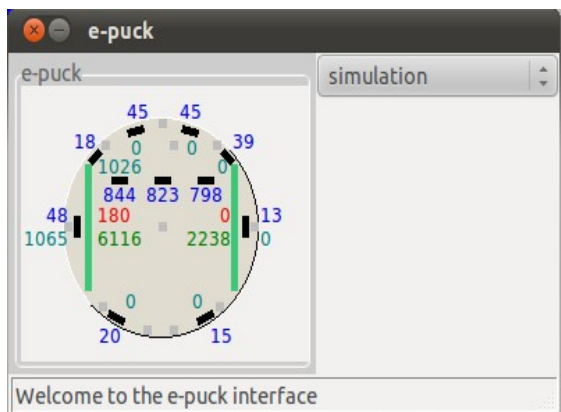 e-puck
e-puck
simulation
45 45
18 0 0 39
1026 0
844 823 798
48 180 0 13
1065 6116 2238 0
0 0
20 15
Welcome to the e-puck interface